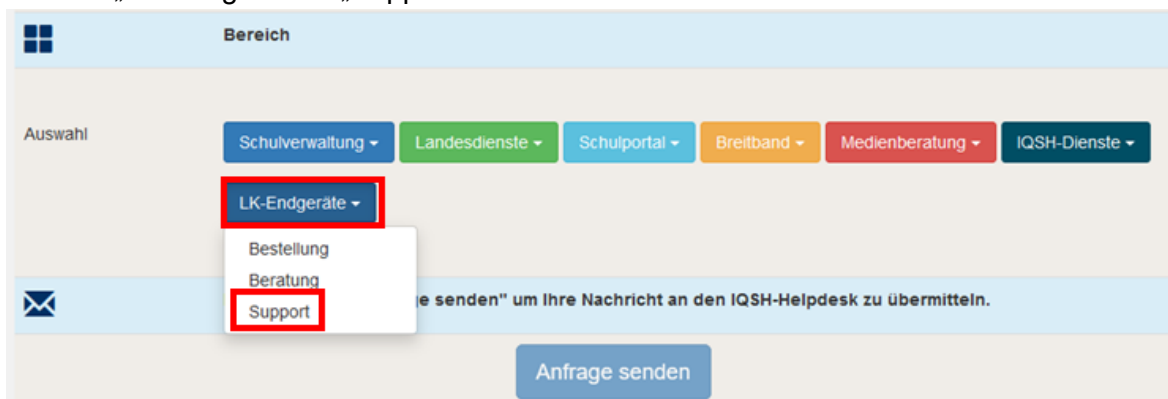 Bereich
Auswahl
Schulverwaltung
Landesdienste
Schulportal
Breitband
Medienberatung
IQSH-Dienste
LK-Endgeräte
Bestellung
Beratung
Support
senden" um Ihre Nachricht an den IQSH-Helpdesk zu übermitteln.
Anfrage senden